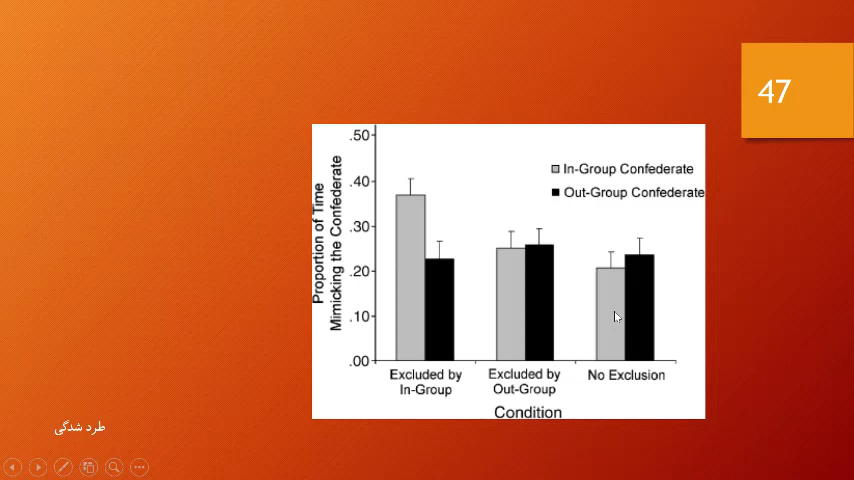 47
.50
.40
.30
.20
.10
.00
Proportion of Time
Mimicking the Confederate
In-Group Confederate
Out-Group Confederate
Excluded by
In-Group
Excluded by
Out-Group
No Exclusion
Condition
طرد شدگی